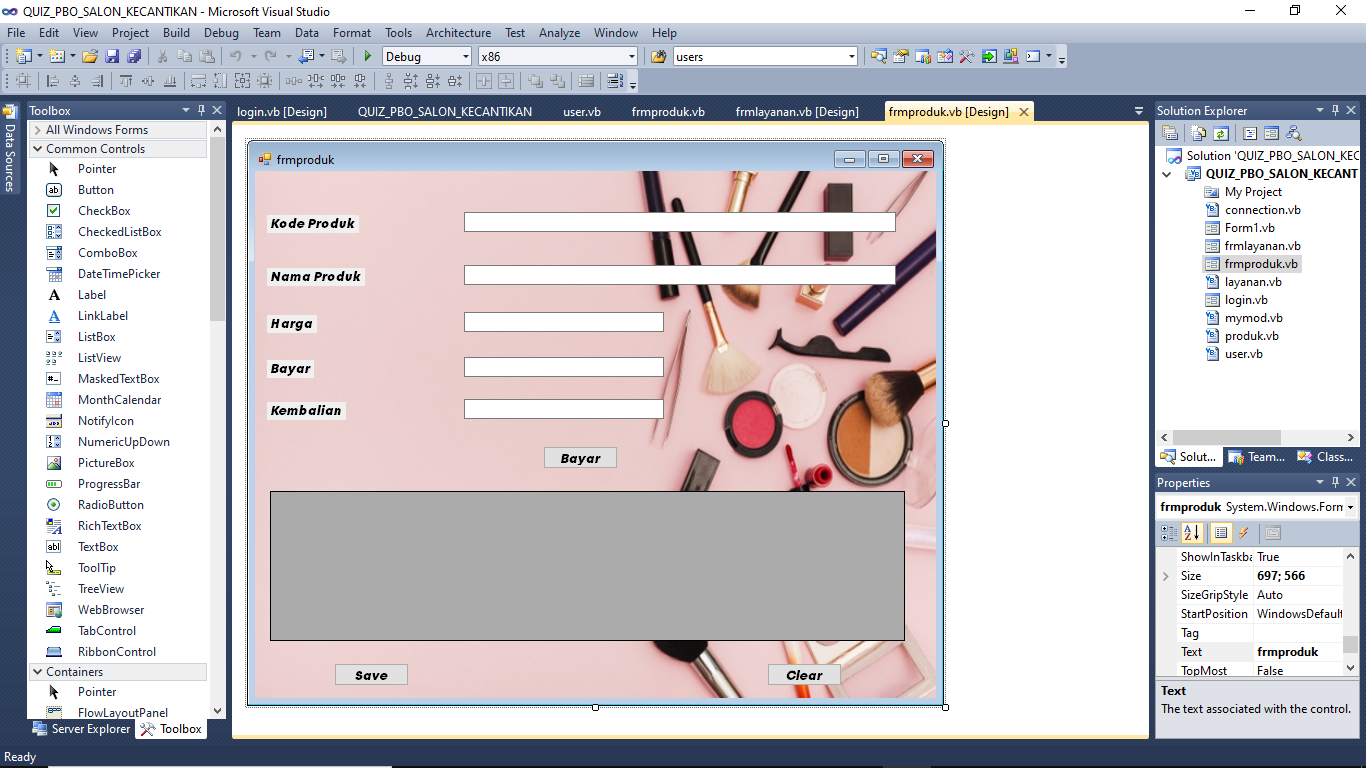 QUIZ_PBO_SALON_KECANTIKAN - Microsoft Visual Studio
File Edit View Project Build Debug Team Data Format Tools Architecture Test Analyze Window Help
Debug x86 users
Data Sources
Toolbox
All Windows Forms
Common Controls
Pointer
Button
CheckBox
CheckedListBox
ComboBox
DateTimePicker
Label
LinkLabel
ListBox
ListView
MaskedTextBox
MonthCalendar
NotifyIcon
NumericUpDown
PictureBox
ProgressBar
RadioButton
RichTextBox
TextBox
ToolTip
TreeView
WebBrowser
TabControl
RibbonControl
Containers
Pointer
FlowLayoutPanel
Server Explorer Toolbox
login.vb [Design] QUIZ_PBO_SALON_KECANTIKAN user.vb frmproduk.vb frmlayanan.vb [Design] frmproduk.vb [Design]
frmproduk
Kode Produk
Nama Produk
Harga
Bayar
Kembalian
Bayar
Save Clear
Solution Explorer
Solution 'QUIZ_PBO_SALON_KEC
QUIZ_PBO_SALON_KECANT
My Project
connection.vb
Form1.vb
frmlayanan.vb
frmproduk.vb
layanan.vb
login.vb
mymod.vb
produk.vb
user.vb
Solut... Team... Class...
Properties
frmproduk System.Windows.Form
ShowInTaskba True
Size 697; 566
SizeGripStyle Auto
StartPosition WindowsDefault
Tag
Text frmproduk
TopMost False
Text
The text associated with the control.
Ready